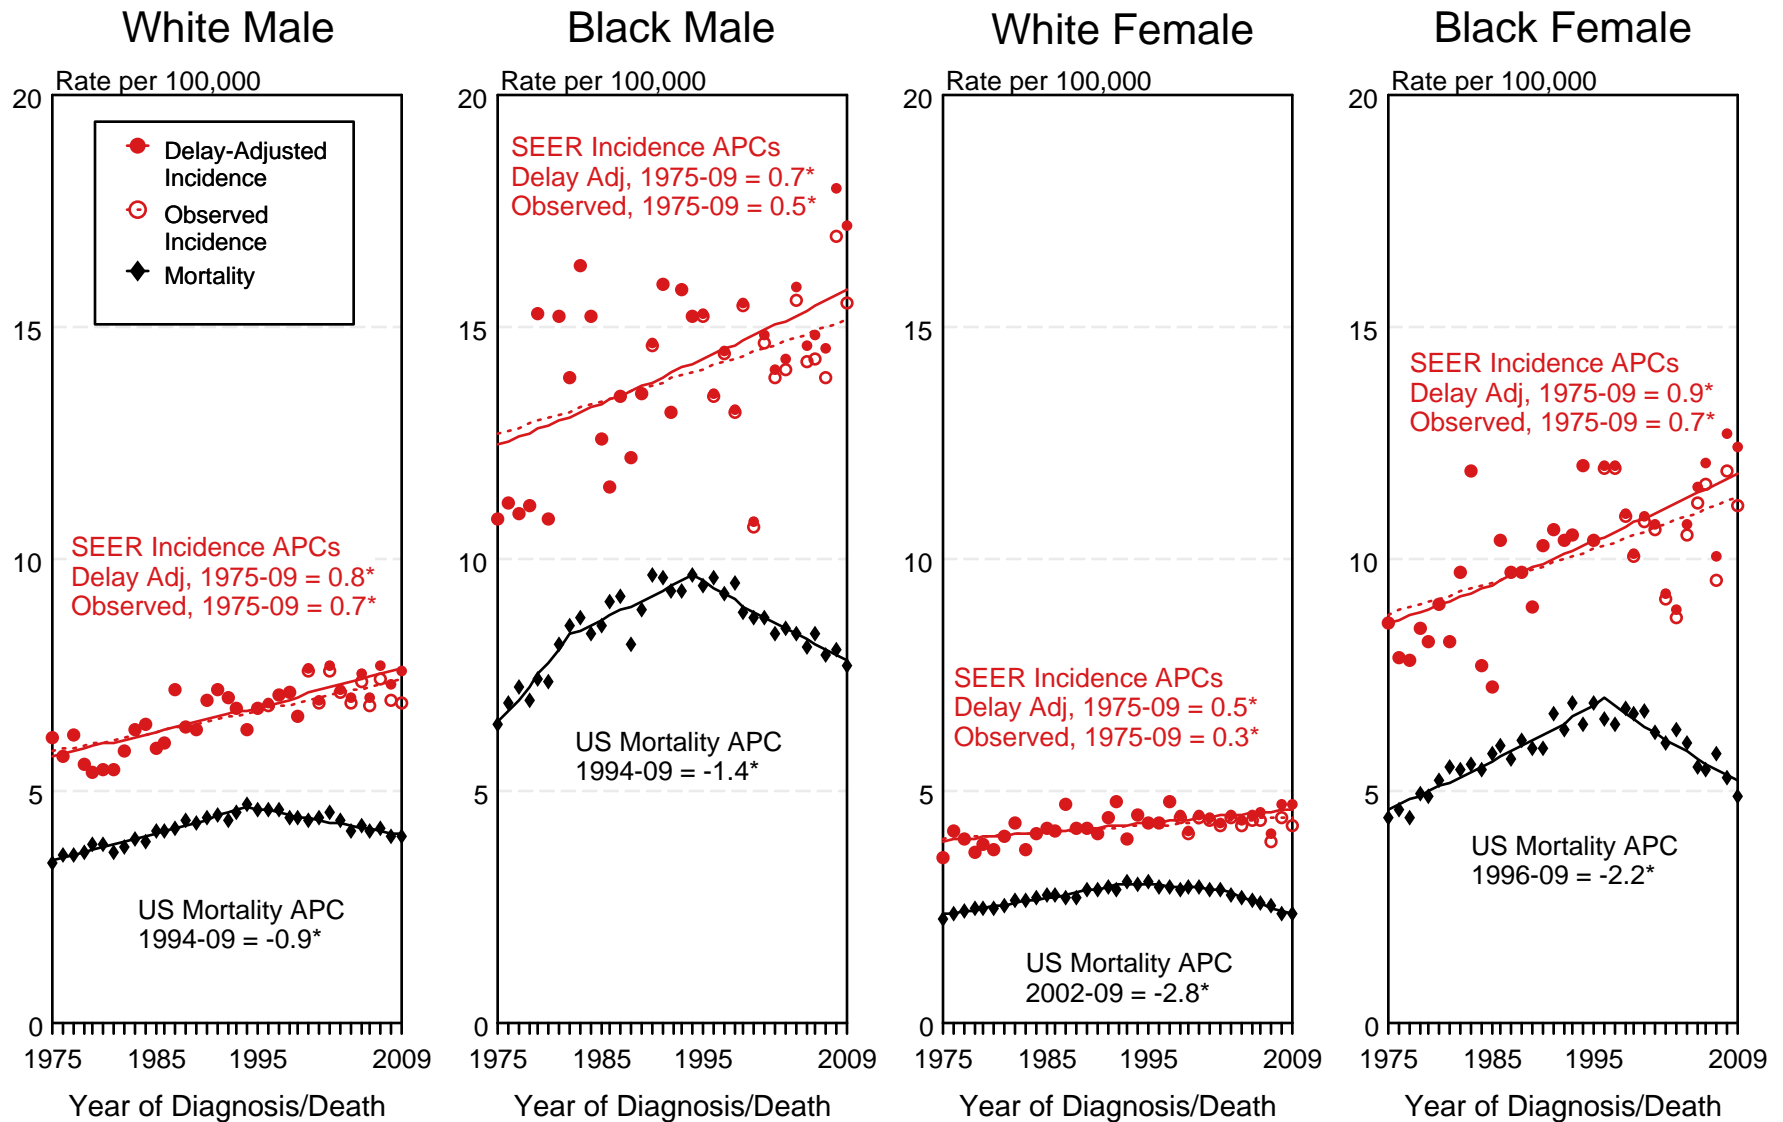 White Male
Rate per 100,000
20
15
10
5
0
Delay-Adjusted
Incidence
Observed
Incidence
Mortality
SEER Incidence APCs
Delay Adj, 1975-09 = 0.8*
Observed, 1975-09 = 0.7*
US Mortality APC
1994-09 = -0.9*
1975 1985 1995 2009
Year of Diagnosis/Death
Black Male
Rate per 100,000
20
15
10
5
0
SEER Incidence APCs
Delay Adj, 1975-09 = 0.7*
Observed, 1975-09 = 0.5*
US Mortality APC
1994-09 = -1.4*
1975 1985 1995 2009
Year of Diagnosis/Death
White Female
Rate per 100,000
20
15
10
5
0
SEER Incidence APCs
Delay Adj, 1975-09 = 0.5*
Observed, 1975-09 = 0.3*
US Mortality APC
2002-09 = -2.8*
1975 1985 1995 2009
Year of Diagnosis/Death
Black Female
Rate per 100,000
20
15
10
5
0
SEER Incidence APCs
Delay Adj, 1975-09 = 0.9*
Observed, 1975-09 = 0.7*
US Mortality APC
1996-09 = -2.2*
1975 1985 1995 2009
Year of Diagnosis/Death